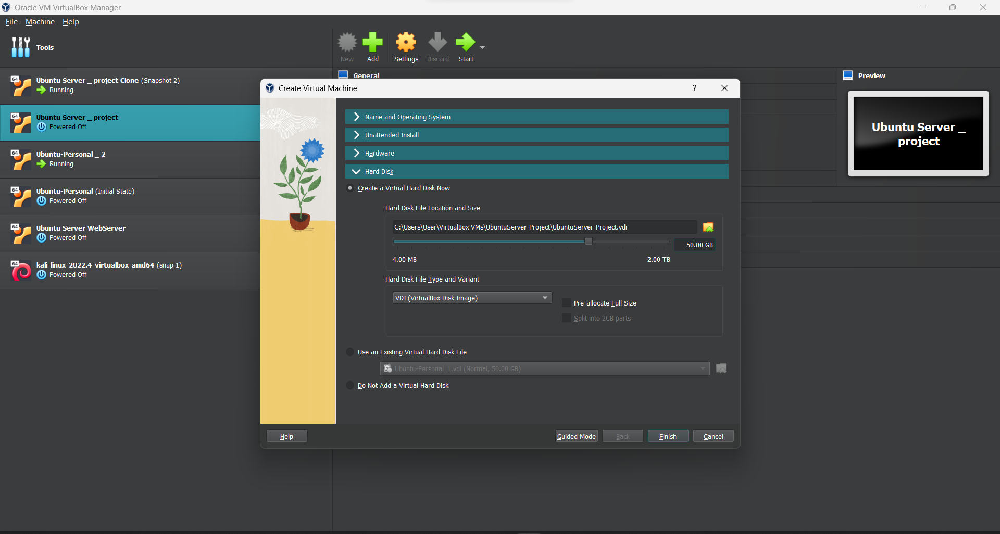 Oracle VM VirtualBox Manager
File Machine Help
Tools
New Add Settings Discard Start
64 Ubuntu Server _ project Clone (Snapshot 2)
Running
64 Ubuntu Server _ project
Powered Off
64 Ubuntu-Personal _ 2
Running
64 Ubuntu-Personal (Initial State)
Powered Off
64 Ubuntu Server WebServer
Powered Off
64 kali-linux-2022.4-virtualbox-amd64 (snap 1)
Powered Off
General
Preview
Ubuntu Server _
project
Create Virtual Machine ?
Name and Operating System
Unattended Install
Hardware
Hard Disk
Create a Virtual Hard Disk Now
Hard Disk File Location and Size
C:\Users\User\VirtualBox VMs\UbuntuServer-Project\UbuntuServer-Project.vdi
50.00 GB
4.00 MB 2.00 TB
Hard Disk File Type and Variant
VDI (VirtualBox Disk Image)
Pre-allocate Full Size
Split into 2GB parts
Use an Existing Virtual Hard Disk File
Ubuntu-Personal_1.vdi (Normal, 50.00 GB)
Do Not Add a Virtual Hard Disk
Help Guided Mode Back Finish Cancel